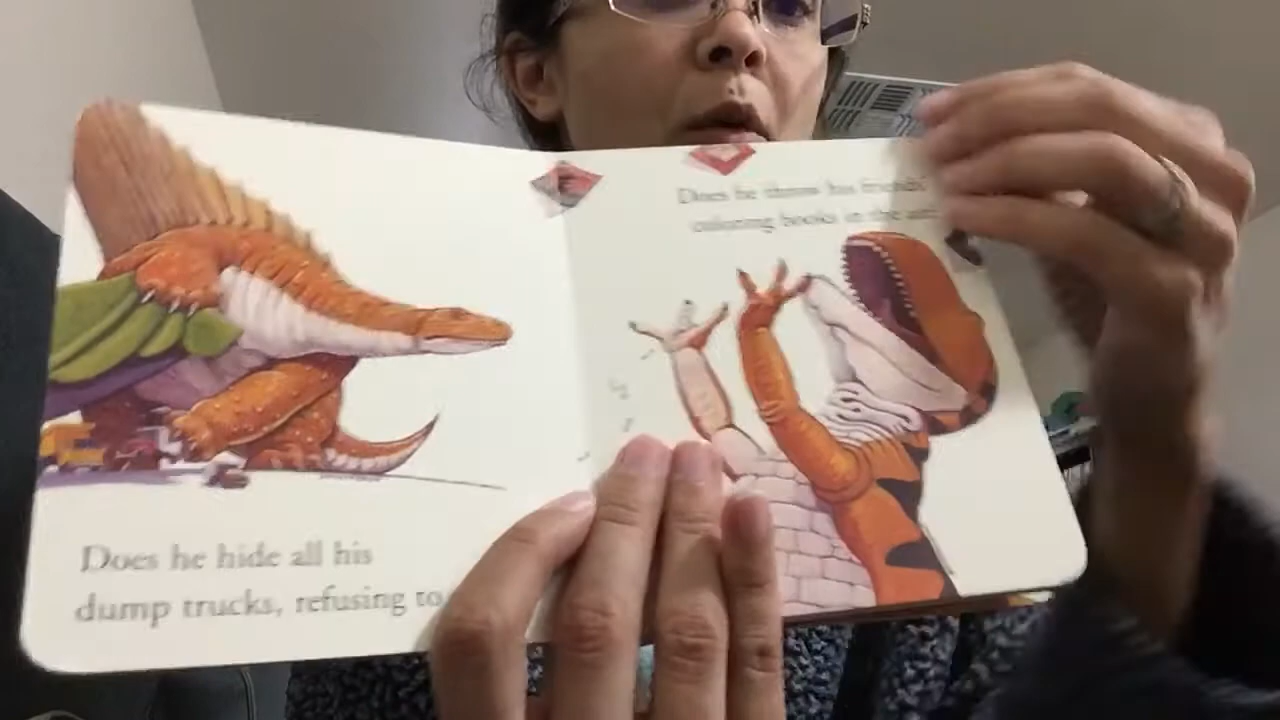 Does he hide all his
dump trucks, refusing to
Does he throw his friends'
coloring books in the air